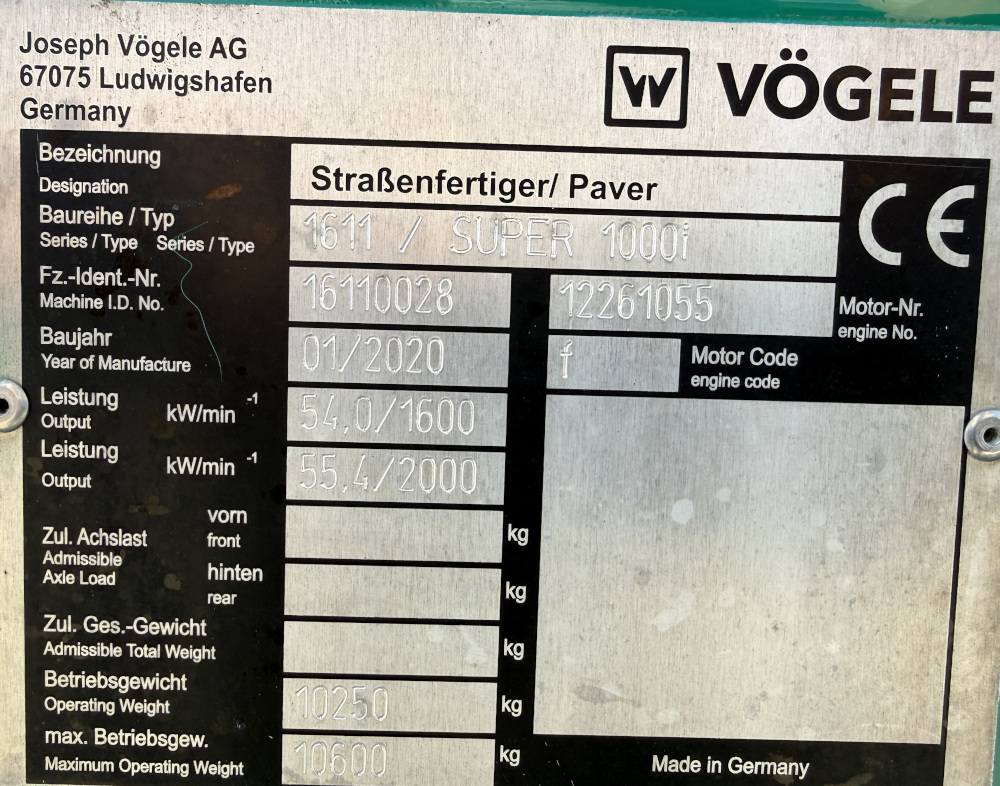 Joseph Vögele AG
67075 Ludwigshafen
Germany
W VÖGELE
Bezeichnung
Designation
Straßenfertiger/ Paver
CE
Baureihe / Typ
Series / Type Series / Type
1611 / SUPER 1000i
Fz.-Ident.-Nr.
Machine I.D. No.
16110028
12261055
Motor-Nr.
engine No.
Baujahr
Year of Manufacture
01/2020
f
Motor Code
engine code
Leistung
Output
kW/min -1
54,0/1600
Leistung
Output
kW/min -1
55,4/2000
Zul. Achslast
Admissible
Axle Load
vorn
front
kg
hinten
rear
kg
Zul. Ges.-Gewicht
Admissible Total Weight
kg
Betriebsgewicht
Operating Weight
10250 kg
max. Betriebsgew.
Maximum Operating Weight
10600 kg
Made in Germany